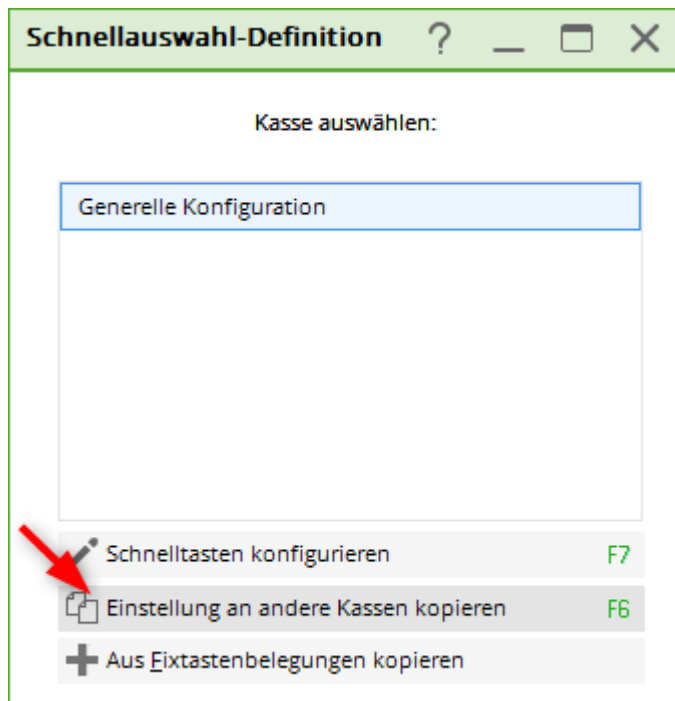 Schnellauswahl-Definition ?
Kasse auswählen:
Generelle Konfiguration
Schnelltasten konfigurieren F7
Einstellung an andere Kassen kopieren F6
Aus Fixtastenbelegungen kopieren